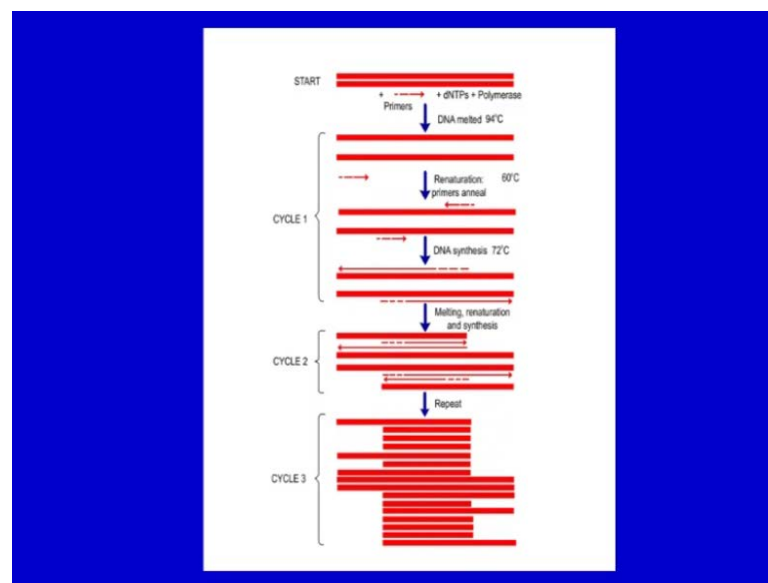 START
+ + dNTPs + Polymerase
Primers
DNA melted 94°C
Renaturation: 60°C
primers anneal
CYCLE 1
DNA synthesis 72°C
Melting, renaturation
and synthesis
CYCLE 2
Repeat
CYCLE 3